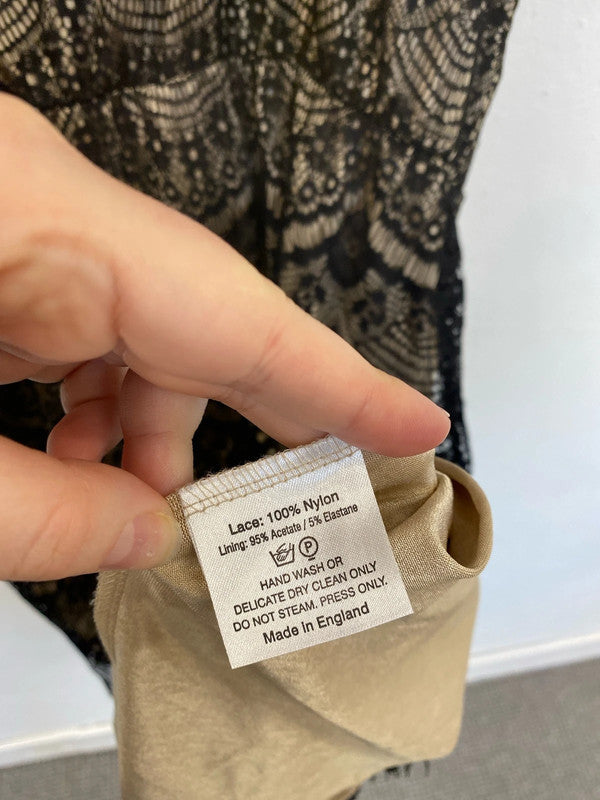 Lace: 100% Nylon
Lining: 95% Acetate / 5% Elastane
P
HAND WASH OR
DELICATE DRY CLEAN ONLY
DO NOT STEAM. PRESS ONLY.
Made in England